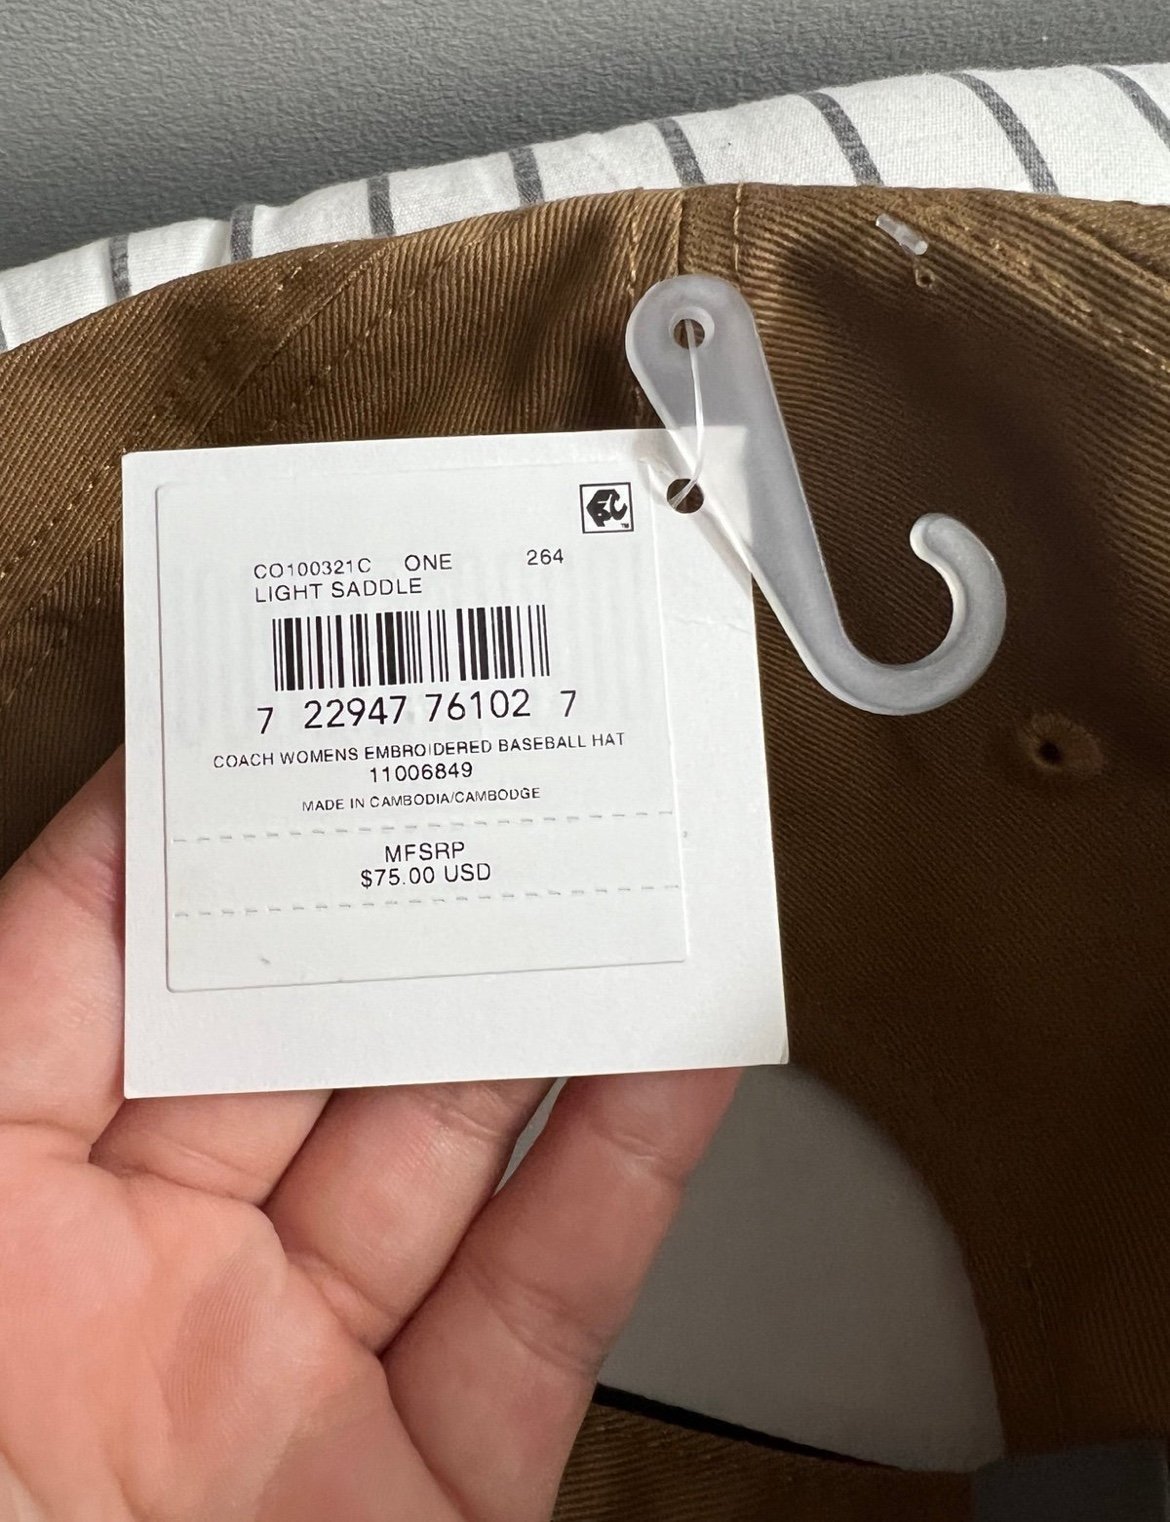 CO100321C ONE 264
LIGHT SADDLE
7 22947 76102 7
COACH WOMENS EMBROIDERED BASEBALL HAT
11006849
MADE IN CAMBODIA/CAMBODGE
MFSRP
$75.00 USD